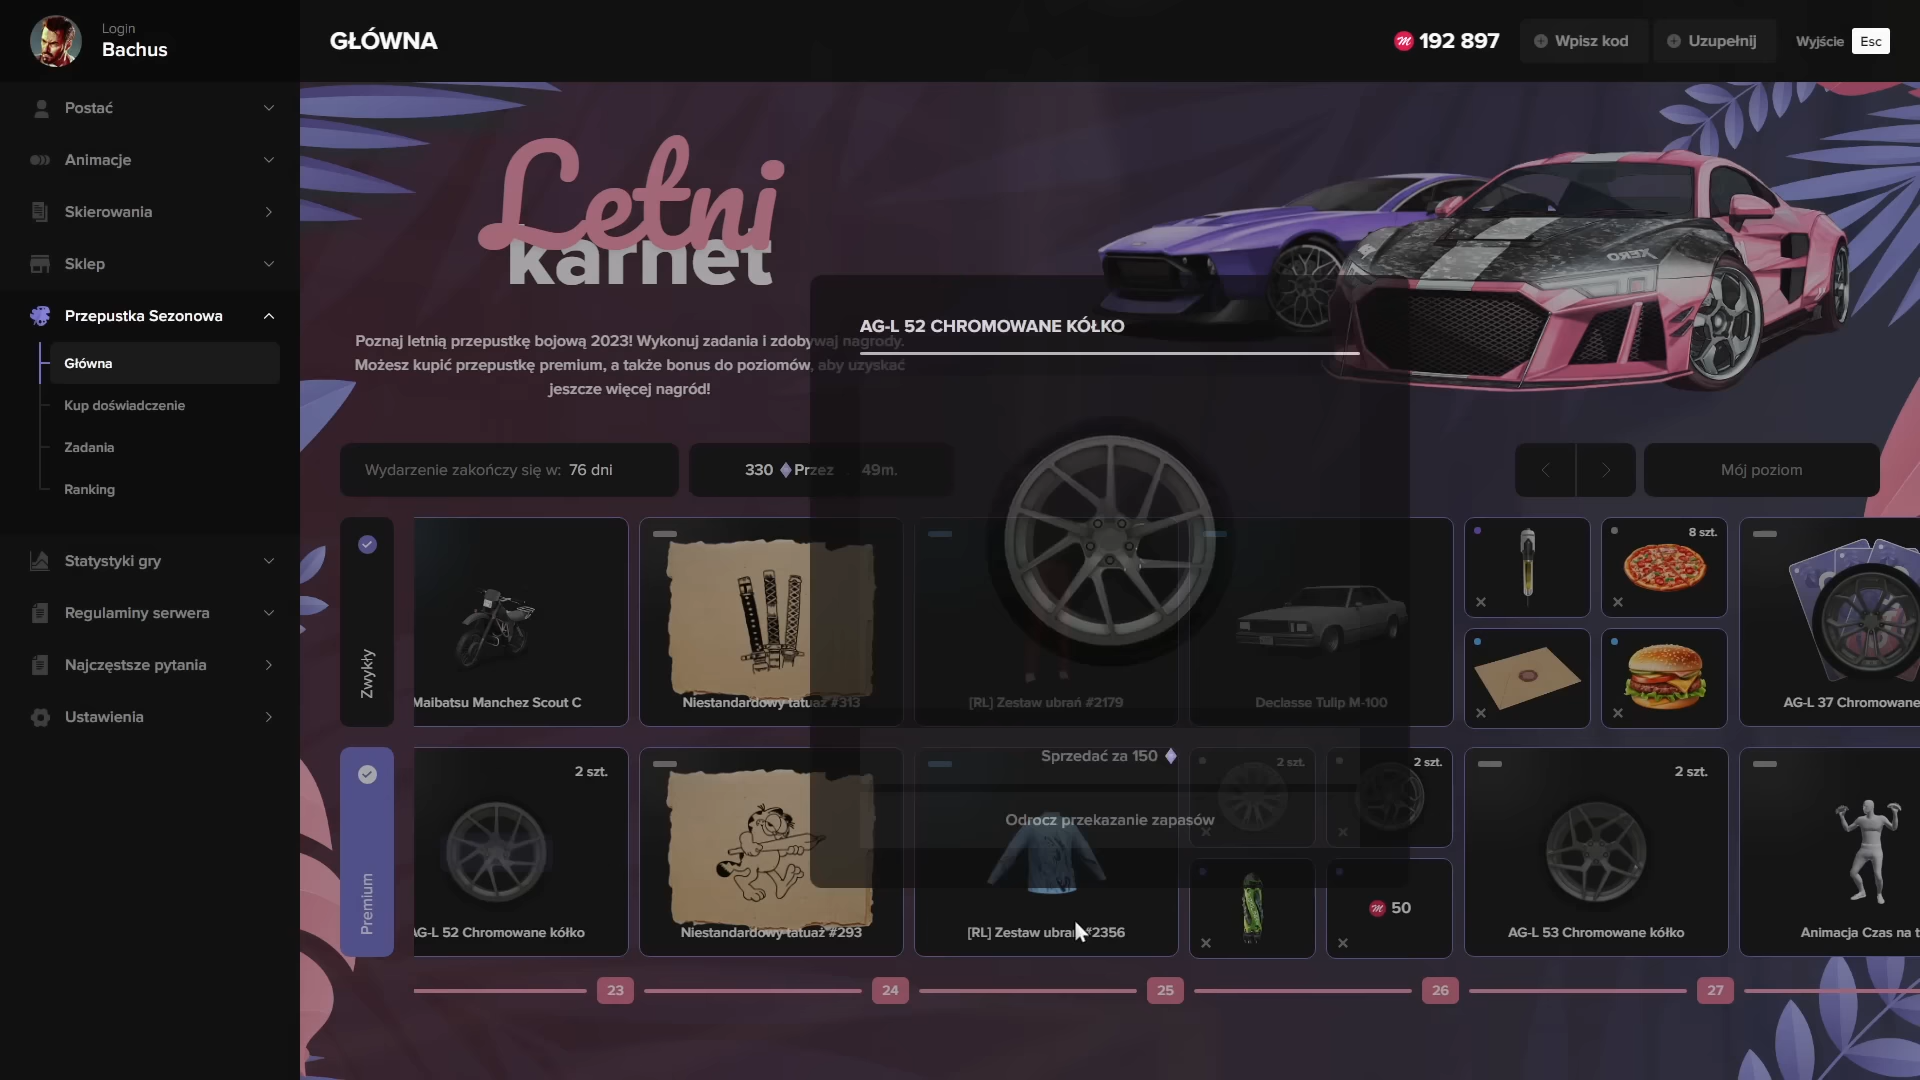 Login
Bachus
GŁÓWNA
192 897
Wpisz kod
Uzupełnij
Wyjście
Esc
Postać
Animacje
Skierowania
Sklep
Przepustka Sezonowa
Główna
Kup doświadczenie
Zadania
Ranking
Statystyki gry
Regulaminy serwera
Najczęstsze pytania
Ustawienia
Letni
karnet
XERO
Poznaj letnią przepustkę bojową 2023! Wykonuj zadania i zdobywaj nagrody.
Możesz kupić przepustkę premium, a także bonus do poziomów, aby uzyskać
jeszcze więcej nagród!
AG-L 52 CHROMOWANE KÓŁKO
Wydarzenie zakończy się w: 76 dni
330 Przez 49m.
Mój poziom
Zwykły
Maibatsu Manchez Scout C
Niestandardowy tatuaż #313
[RL] Zestaw ubrań #2179
Declasse Tulip M-100
8 szt.
AG-L 37 Chromowane
Sprzedać za 150
Odrocz przekazanie zapasów
Premium
2 szt.
AG-L 52 Chromowane kółko
Niestandardowy tatuaż #293
[RL] Zestaw ubrań #2356
2 szt.
2 szt.
50
2 szt.
AG-L 53 Chromowane kółko
Animacja Czas na t
23
24
25
26
27